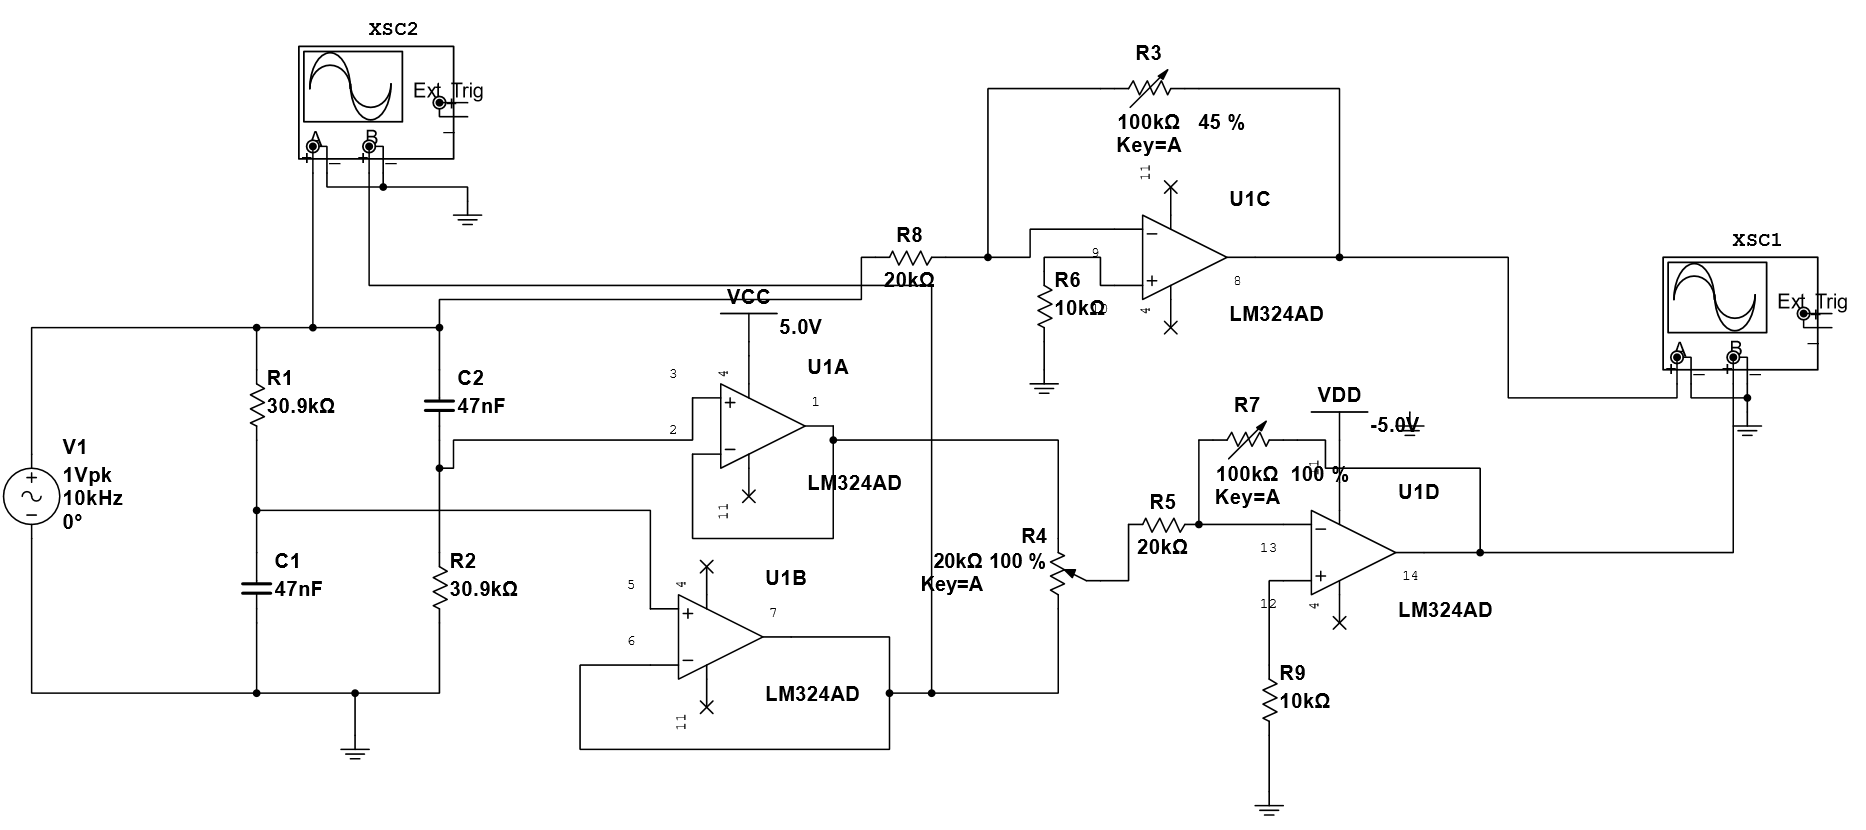 XSC2
Ext Trig
+
−
A
B
+
−
+
−
R3
100kΩ 45 %
Key=A
11
U1C
−
9
+
10
8
4
LM324AD
R8
20kΩ
R6
10kΩ
XSC1
Ext Trig
+
−
A
B
+
−
+
−
VCC
5.0V
U1A
3
4
+
1
2
−
11
LM324AD
R1
30.9kΩ
C2
47nF
V1
1Vpk
10kHz
0°
+
−
C1
47nF
R2
30.9kΩ
U1B
5
4
+
7
6
−
11
LM324AD
R4
20kΩ 100 %
Key=A
R5
20kΩ
R7
100kΩ 100 %
Key=A
VDD
-5.0V
11
U1D
−
13
+
12
14
4
LM324AD
R9
10kΩ